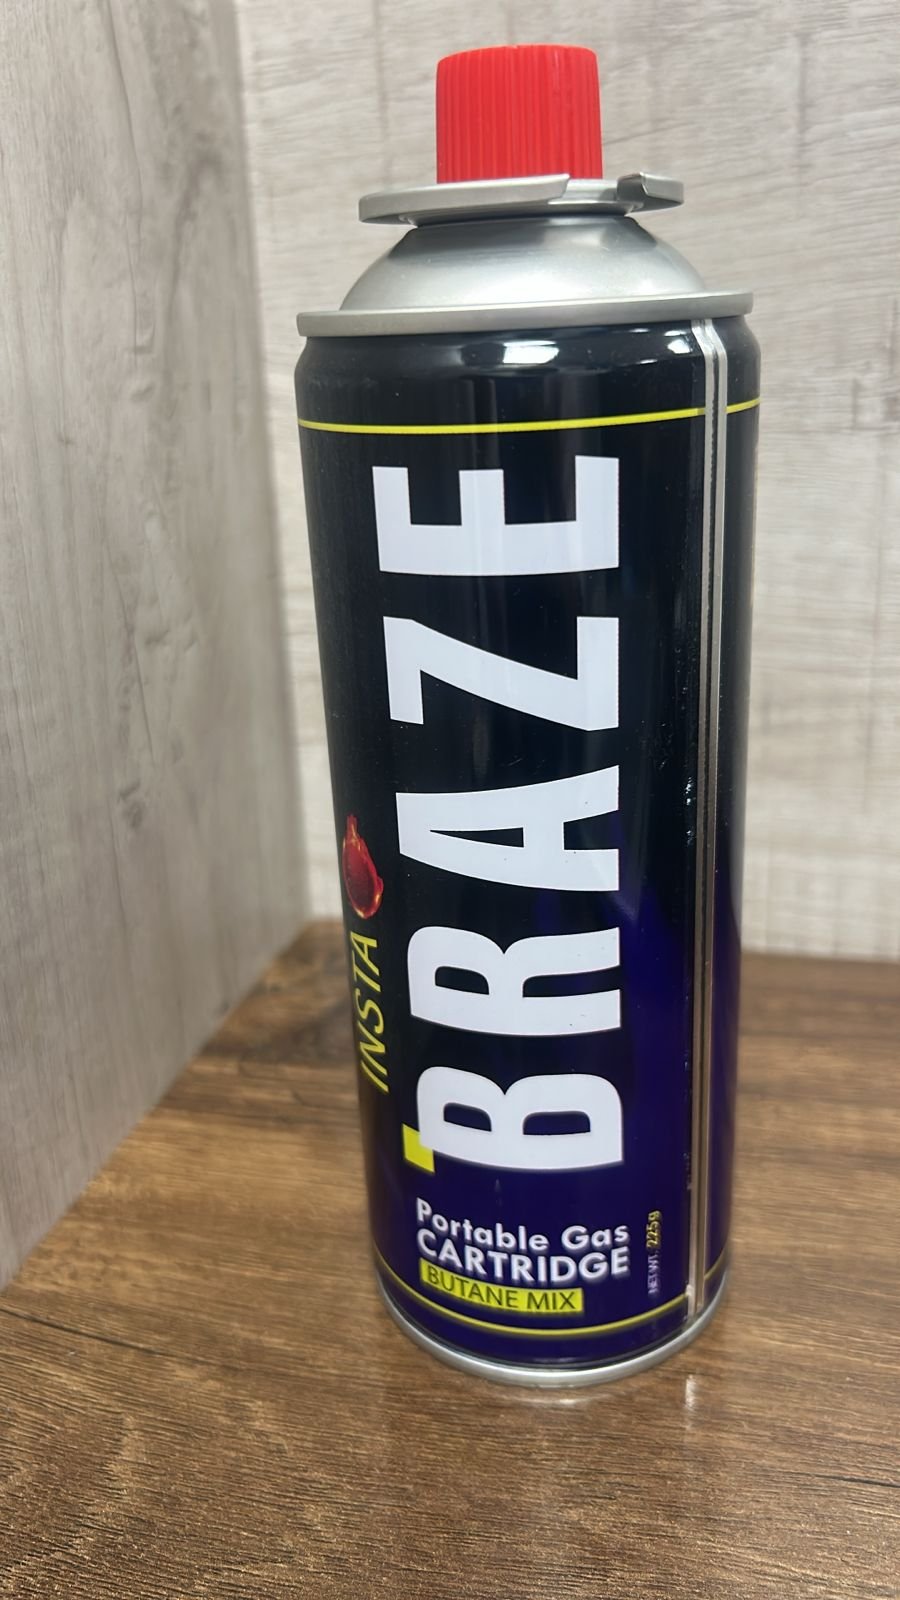 INSTA
BRAZE
Portable Gas
CARTRIDGE
BUTANE MIX
NET WT. 225g